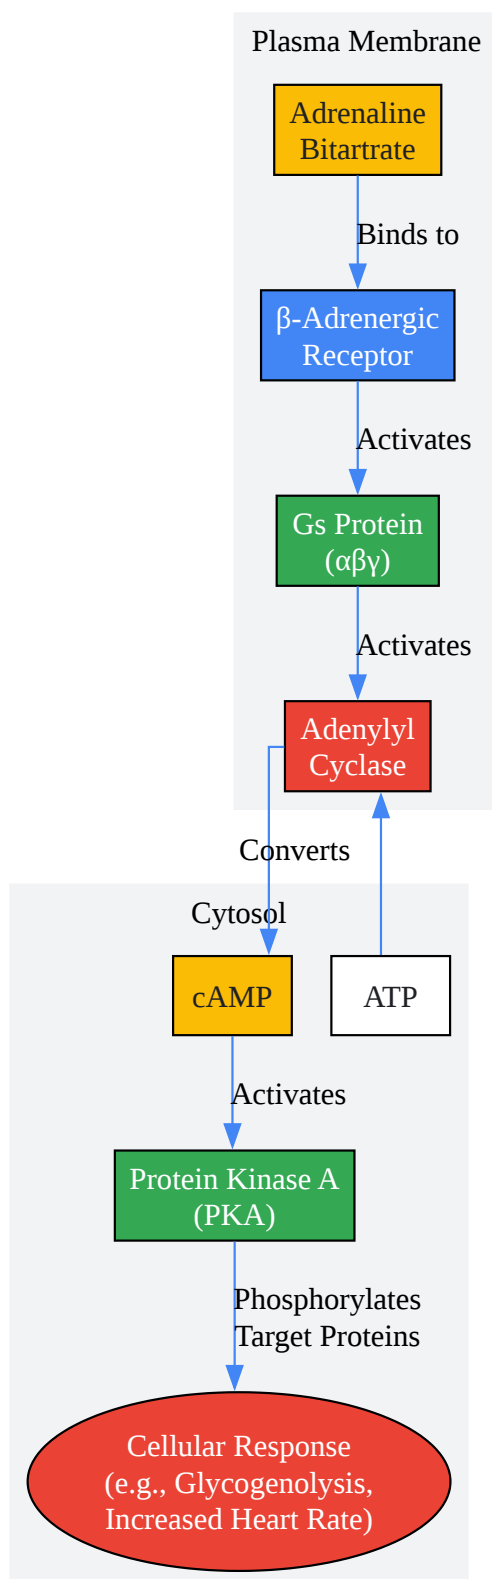 Plasma Membrane
Adrenaline
Bitartrate
Binds to
β-Adrenergic
Receptor
Activates
Gs Protein
(αβγ)
Activates
Adenylyl
Cyclase
Converts
Cytosol
cAMP
ATP
Activates
Protein Kinase A
(PKA)
Phosphorylates
Target Proteins
Cellular Response
(e.g., Glycogenolysis,
Increased Heart Rate)